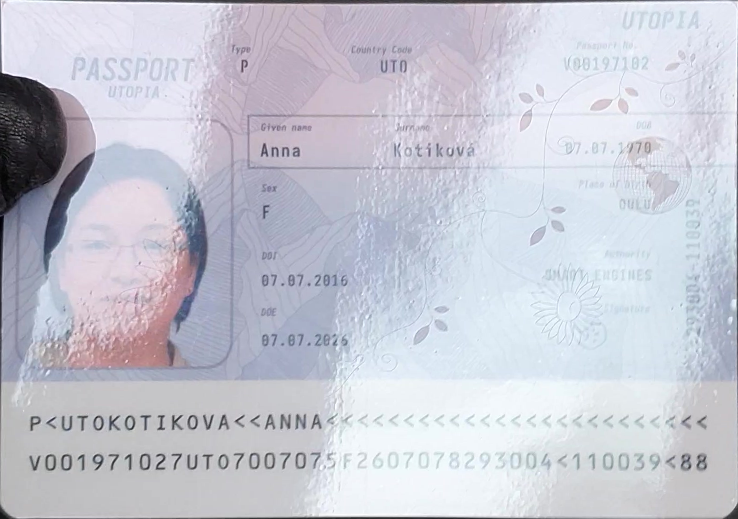 UTOPIA
PASSPORT
UTOPIA
Type
P
Country Code
UTO
Passport No.
V00197102
Given name
Anna
Surname
Kotikova
DOB
07.07.1970
Sex
F
Place of birth
OULU
DOI
07.07.2016
Authority
SMART ENGINES
DOE
07.07.2026
Signature
293004-110039
P<UTOKOTIKOVA<<ANNA<<<<<<<<<<<<<<<<<<<<<<<<<
V001971027UTO7007075F2607078293004<110039<88